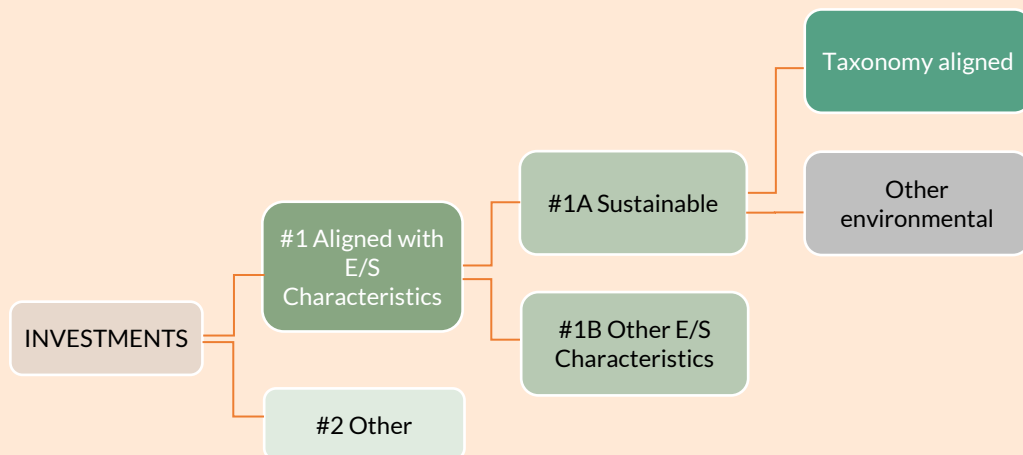 INVESTMENTS
#1 Aligned with
E/S
Characteristics
#2 Other
#1A Sustainable
#1B Other E/S
Characteristics
Taxonomy aligned
Other
environmental